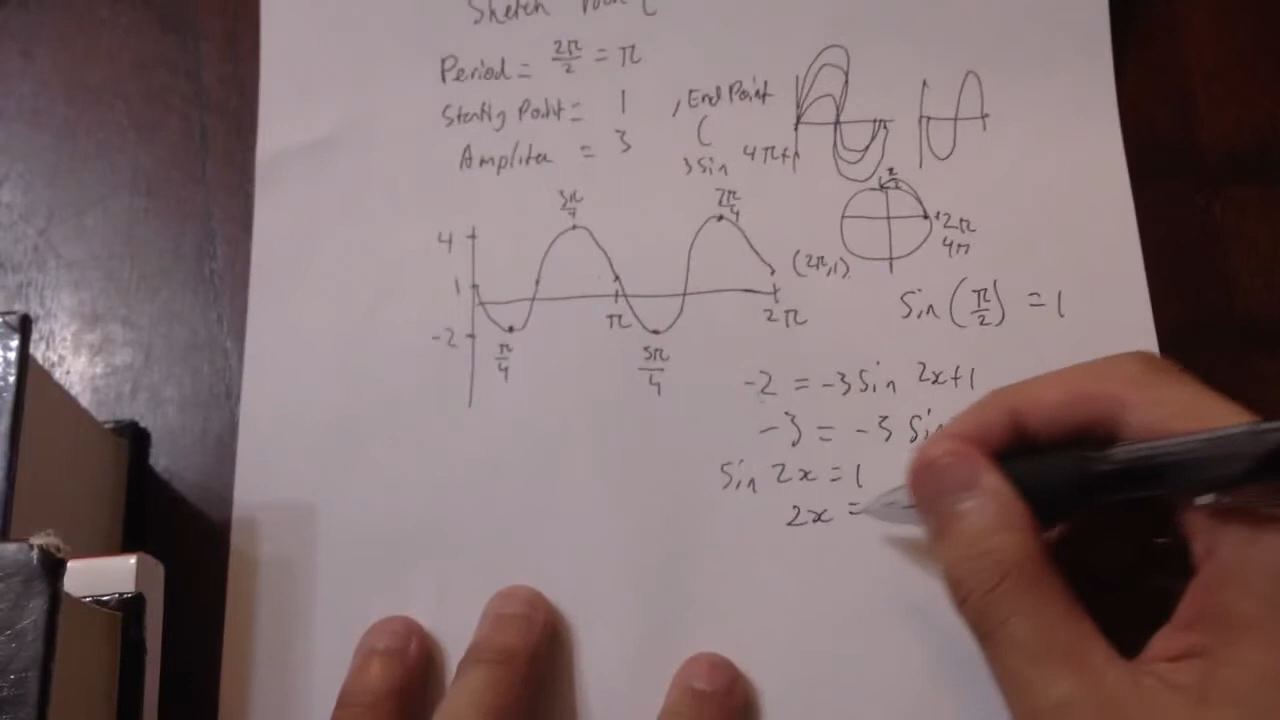 Sketch
Period = 2π/2 = π
Starting Point = 1 , End Point
= 3
3 sin 4π+1
3π/4 7π/4
4
1 (2π, 1)
π 2π
-2
π/4 5π/4
π/2
2π
4π
Sin (π/2) = 1
-2 = -3 Sin 2x+1
-3 = -3 Sin
Sin 2x = 1
2x =